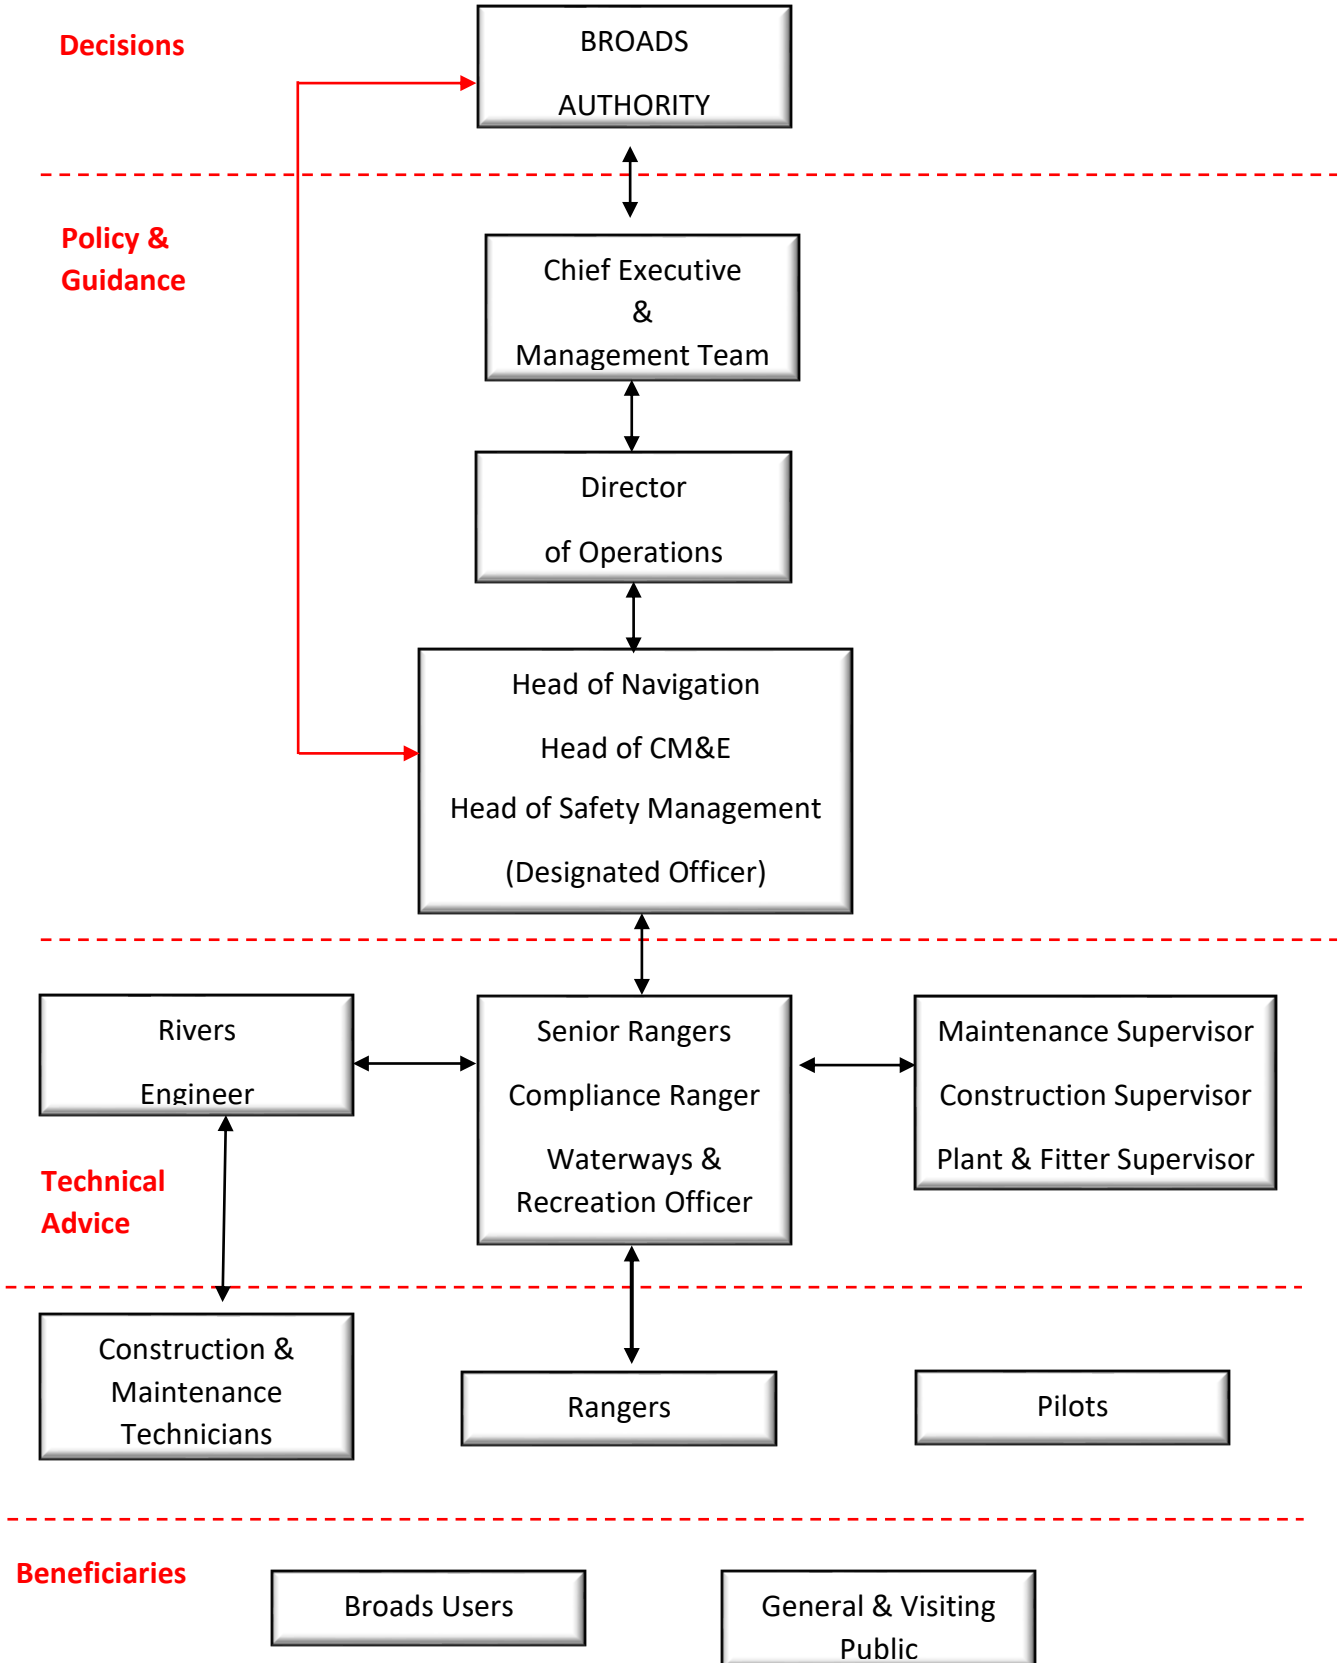 Decisions
BROADS
AUTHORITY
Policy &
Guidance
Chief Executive
&
Management Team
Director
of Operations
Head of Navigation
Head of CM&E
Head of Safety Management
(Designated Officer)
Rivers
Engineer
Senior Rangers
Compliance Ranger
Waterways &
Recreation Officer
Maintenance Supervisor
Construction Supervisor
Plant & Fitter Supervisor
Technical
Advice
Construction &
Maintenance
Technicians
Rangers
Pilots
Beneficiaries
Broads Users
General & Visiting
Public